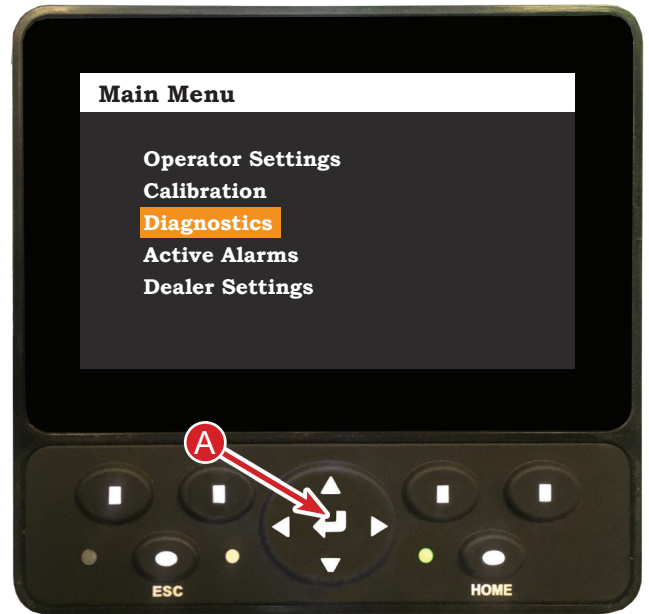 Main Menu
Operator Settings
Calibration
Diagnostics
Active Alarms
Dealer Settings
A
ESC
HOME